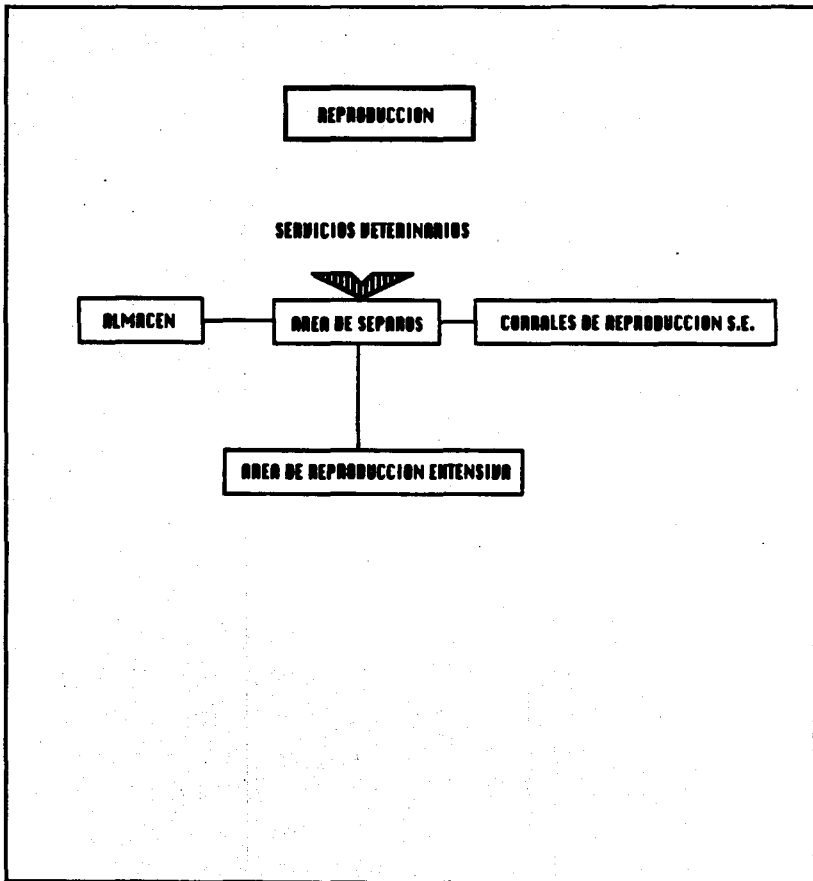 REPRODUCCION
SERVICIOS VETERINARIOS
ALMACEN
AREA DE SEPAROS
CORRALES DE REPRODUCCION S.E.
AREA DE REPRODUCCION EXTENSIVA